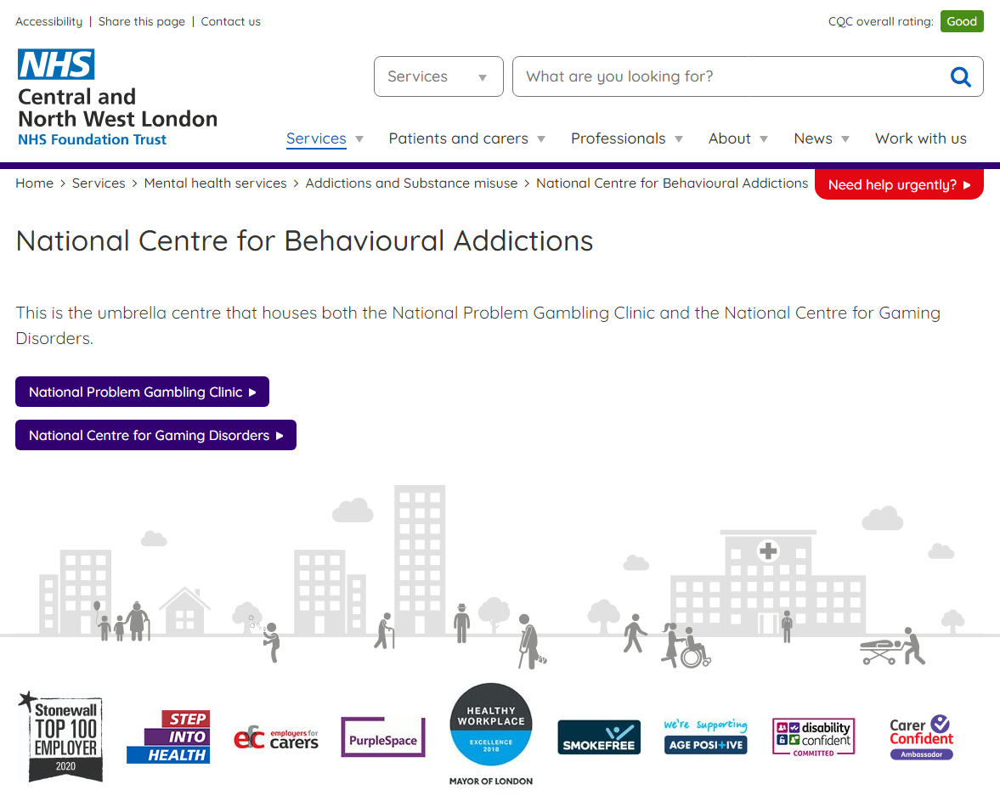 Accessibility | Share this page | Contact us
CQC overall rating: Good
NHS
Central and
North West London
NHS Foundation Trust
Services
What are you looking for?
Services Patients and carers Professionals About News Work with us
Home > Services > Mental health services > Addictions and Substance misuse > National Centre for Behavioural Addictions
Need help urgently?
National Centre for Behavioural Addictions
This is the umbrella centre that houses both the National Problem Gambling Clinic and the National Centre for Gaming
Disorders.
National Problem Gambling Clinic
National Centre for Gaming Disorders
Stonewall
TOP 100
EMPLOYER
2020
STEP
INTO
HEALTH
efc employers for
carers
PurpleSpace
HEALTHY
WORKPLACE
EXCELLENCE
2018
MAYOR OF LONDON
SMOKEFREE
We're supporting
AGE POSITIVE
disability
confident
COMMITTED
Carer
Confident
Ambassador